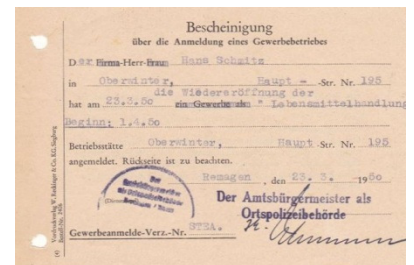 Bescheinigung
über die Anmeldung eines Gewerbebetriebes
Der Firma-Herr-Frau Hans Schmitz
in Oberwinter, Haupt - -Str. Nr. 195
die Wiedereröffnung der
hat am 23.3.50 ein Gewerbe als " Lebensmittelhandlung
Beginn: 1.4.50
Betriebsstätte Oberwinter, Haupt -Str. Nr. 195
angemeldet. Rückseite ist zu beachten.
Remagen , den 23. 3. 1950
Der Amtsbürgermeister als
Ortspolizeibehörde
Gewerbeanmelde-Verz.-Nr. STEA.